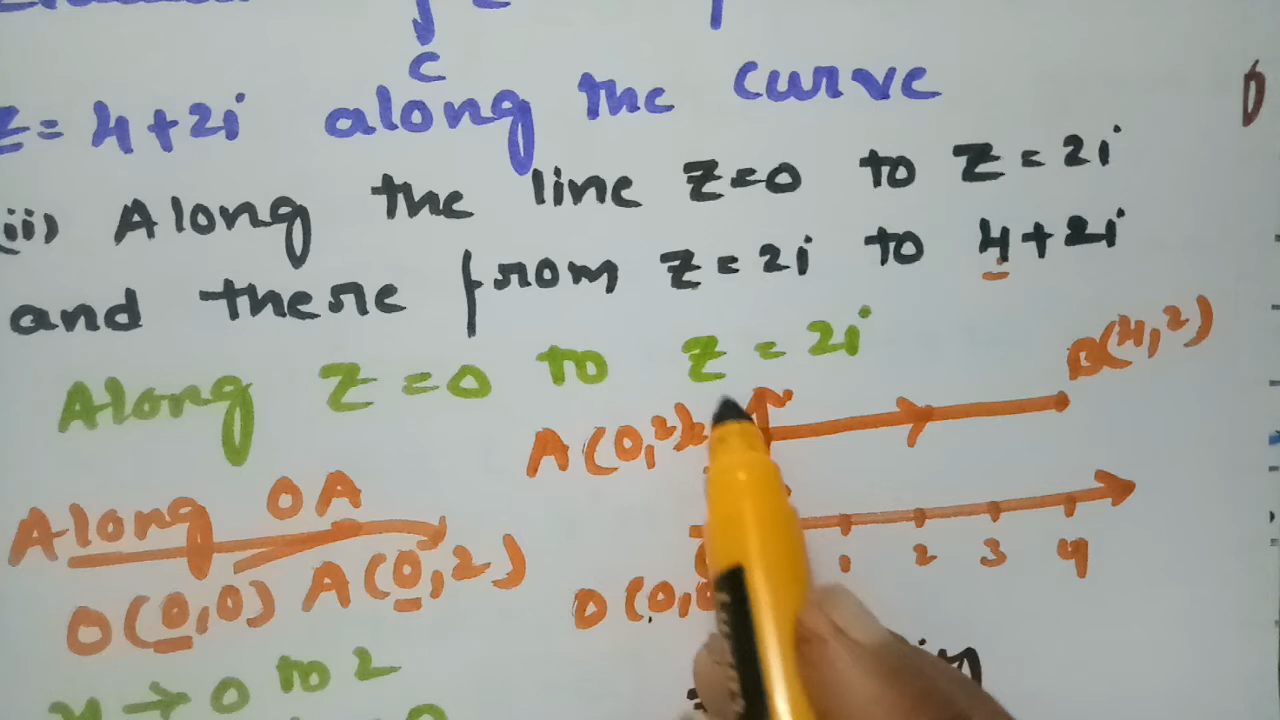 C
z = 4+2i along the curve
(ii) Along the line z=0 to z = 2i
and there from z = 2i to 4+2i
Along z = 0 to z = 2i
B(4,2)
A(0,2)
Along OA
O(0,0) A(0,2)
1 2 3 4
O(0,0
y → 0 to 2